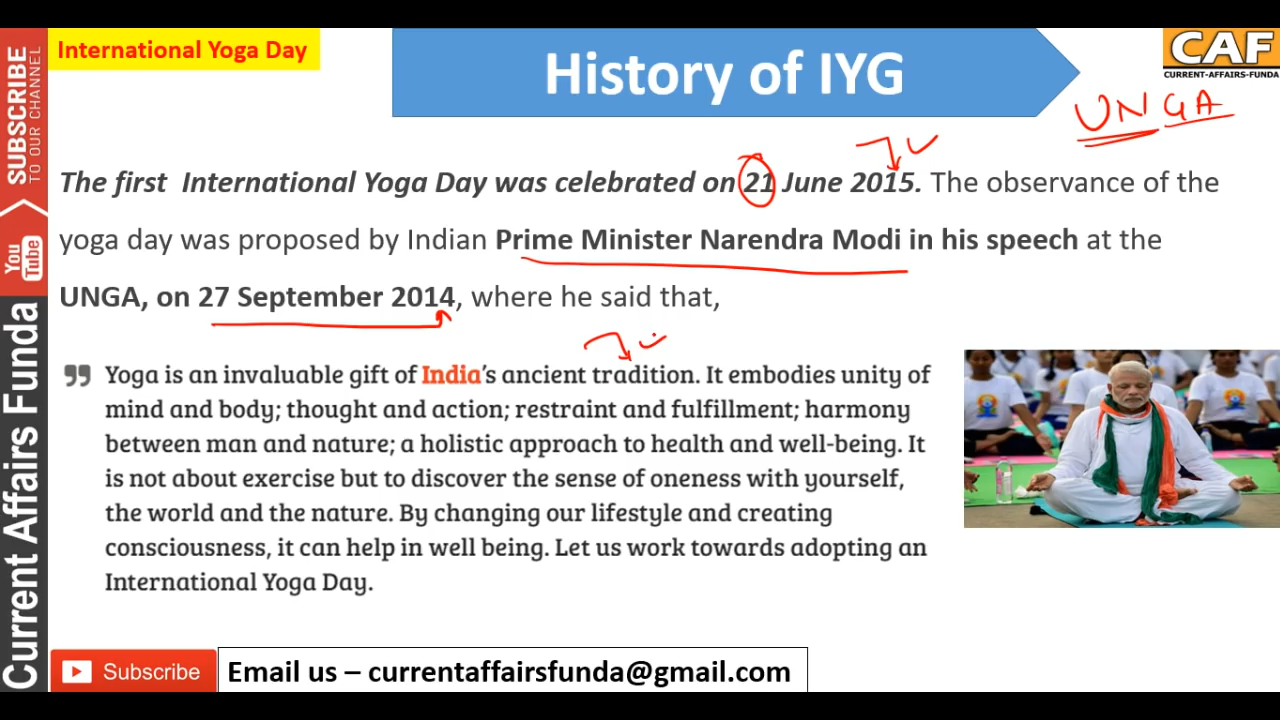 International Yoga Day
History of IYG
CAF
CURRENT-AFFAIRS-FUNDA
UNGA
The first International Yoga Day was celebrated on 21 June 2015. The observance of the
yoga day was proposed by Indian Prime Minister Narendra Modi in his speech at the
UNGA, on 27 September 2014, where he said that,
Yoga is an invaluable gift of India's ancient tradition. It embodies unity of
mind and body; thought and action; restraint and fulfillment; harmony
between man and nature; a holistic approach to health and well-being. It
is not about exercise but to discover the sense of oneness with yourself,
the world and the nature. By changing our lifestyle and creating
consciousness, it can help in well being. Let us work towards adopting an
International Yoga Day.
SUBSCRIBE
TO OUR CHANNEL
You
Tube
Current Affairs Funda
Subscribe
Email us – currentaffairsfunda@gmail.com